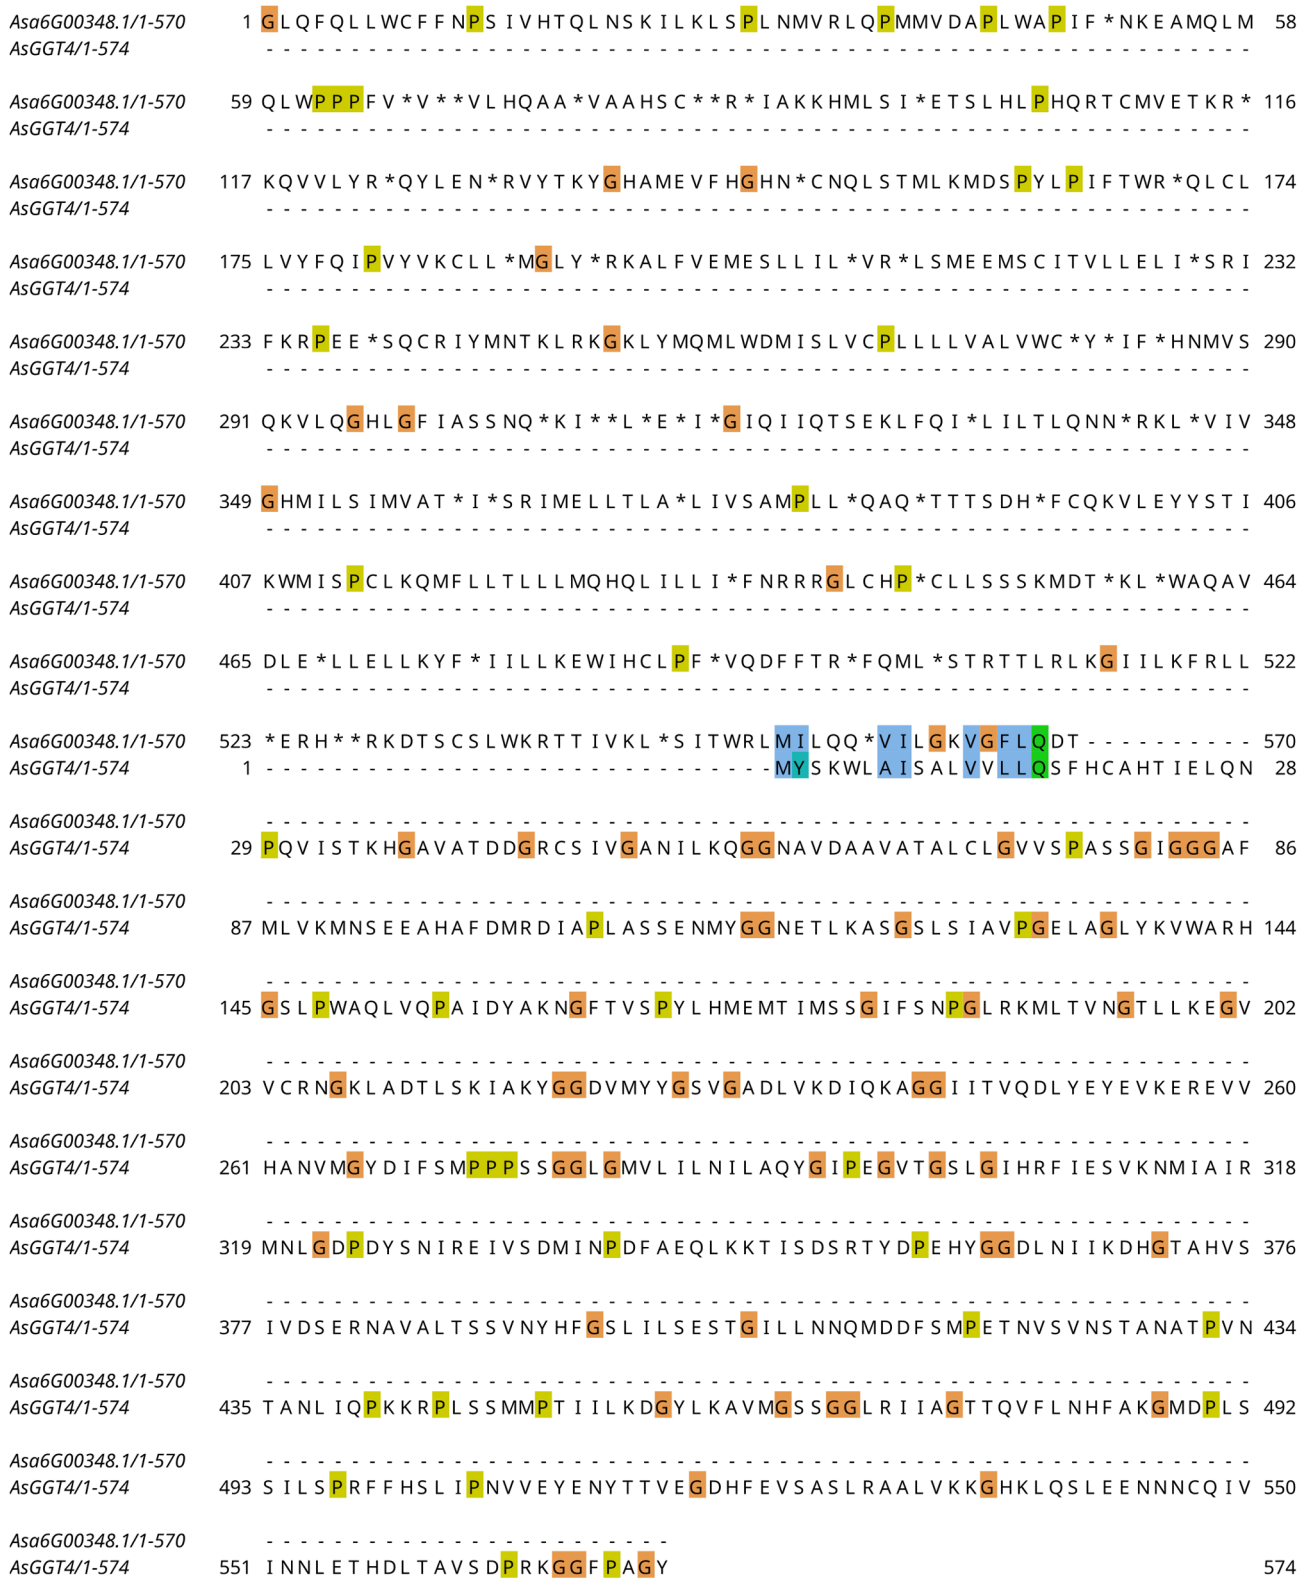 Asa6G00348.1/1-570 1 GLQFQLLWCFFNPSIVHTQLNSKILKLSPLNMVRLQPMMVDAPLWAPIF*NKEAMQLM 58
AsGGT4/1-574 ----------------------------------------------------------
Asa6G00348.1/1-570 59 QLWPPPFV*V**VLHQAA*VAAHSC**R*IAKKHMLSI*ETSLHLPHQRTCMVETKR* 116
AsGGT4/1-574 ----------------------------------------------------------
Asa6G00348.1/1-570 117 KQVVLYR*QYLEN*RVYTKYGHAMEVFHGHN*CNQLSTMLKMDSPYLPIFTWR*QLCL 174
AsGGT4/1-574 ----------------------------------------------------------
Asa6G00348.1/1-570 175 LVYFQIPVYVKCLL*MGLY*RKALFVEMESLLIL*VR*LSMEEMSCITVLLELI*SRI 232
AsGGT4/1-574 ----------------------------------------------------------
Asa6G00348.1/1-570 233 FKRPEE*SQCRIYMNTKLRKGKLYMQMLWDMISLVCPLLLLVALVWC*Y*IF*HNMVS 290
AsGGT4/1-574 ----------------------------------------------------------
Asa6G00348.1/1-570 291 QKVLQGHLGFIASSNQ*KI**L*E*I*GIQIIQTSEKLFQI*LILTLQNN*RKL*VIV 348
AsGGT4/1-574 ----------------------------------------------------------
Asa6G00348.1/1-570 349 GHMILSIMVAT*I*SRIMELLTLA*LIVSAMPLL*QAQ*TTTSDH*FCQKVLEYYSTI 406
AsGGT4/1-574 ----------------------------------------------------------
Asa6G00348.1/1-570 407 KWMISPCLKQMFLLTLLLMQHQLILLI*FNRRRGLCHP*CLLSSSKMDT*KL*WAQAV 464
AsGGT4/1-574 ----------------------------------------------------------
Asa6G00348.1/1-570 465 DLE*LLELLKYF*IILLKEWIHCLPF*VQDFFTR*FQML*STRTTLRLKGIILKFRLL 522
AsGGT4/1-574 ----------------------------------------------------------
Asa6G00348.1/1-570 523 *ERH**RKDTSCSLWKRTTIVKL*SITWRLMILQQ*VILGKVGFLQDT---------- 570
AsGGT4/1-574 1 ------------------------------MYSKWLAISALVVLLQSFHCAHTIELQN 28
Asa6G00348.1/1-570 ----------------------------------------------------------
AsGGT4/1-574 29 PQVISTKHGAVATDDGRCSIVGANILKQGGNAVDAAVATALCLGVVSPASSGIGGGAF 86
Asa6G00348.1/1-570 ----------------------------------------------------------
AsGGT4/1-574 87 MLVKMNSEEAHAFDMRDIAPLASSENMYGGNETLKASGSLSIAVPGELAGLYKVWARH 144
Asa6G00348.1/1-570 ----------------------------------------------------------
AsGGT4/1-574 145 GSLPWAQLVQPAIDYAKNGFTVSPYLHMEMTIMSSGIFSNPGLRKMLTVNGTLLKEGV 202
Asa6G00348.1/1-570 ----------------------------------------------------------
AsGGT4/1-574 203 VCRNGKLADTLSKIAKYGGDVMYYGSVGADLVKDIQKAGGIITVQDLYEYEVKEREVV 260
Asa6G00348.1/1-570 ----------------------------------------------------------
AsGGT4/1-574 261 HANVMGYDIFSMPPPSSGGLGMVLILNILAQYGIPEGVTGSLGIHRFIESVKNMIAIR 318
Asa6G00348.1/1-570 ----------------------------------------------------------
AsGGT4/1-574 319 MNLGDPDYSNIREIVSDMINPDFAEQLKKTISDSRTYDPEHYGGDLNIIKDHGTAHVS 376
Asa6G00348.1/1-570 ----------------------------------------------------------
AsGGT4/1-574 377 IVDSERNAVALTSSVNYHFGSLILSESTGILLNNQMDDFSMPETNVSVNSTANATPVN 434
Asa6G00348.1/1-570 ----------------------------------------------------------
AsGGT4/1-574 435 TANLIQPKKRPLSSMMPTIILKDGYLKAVMGSSGGLRIIAGTTQVFLNHFAKGMDPLS 492
Asa6G00348.1/1-570 ----------------------------------------------------------
AsGGT4/1-574 493 SILSPRFFHSLIPNVVEYENYTTVEGDHFEVSASLRAALVKKGHKLQSLEENNNCQIV 550
Asa6G00348.1/1-570 ------------------------
AsGGT4/1-574 551 INNLETHDLTAVSDPRKGGFPAGY 574